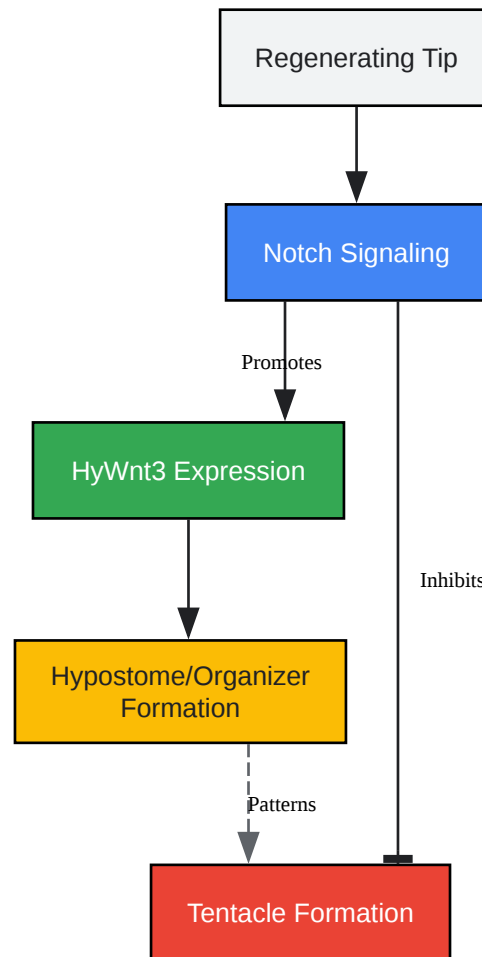 Regenerating Tip
Notch Signaling
Promotes
HyWnt3 Expression
Inhibits
Hypostome/Organizer
Formation
Patterns
Tentacle Formation